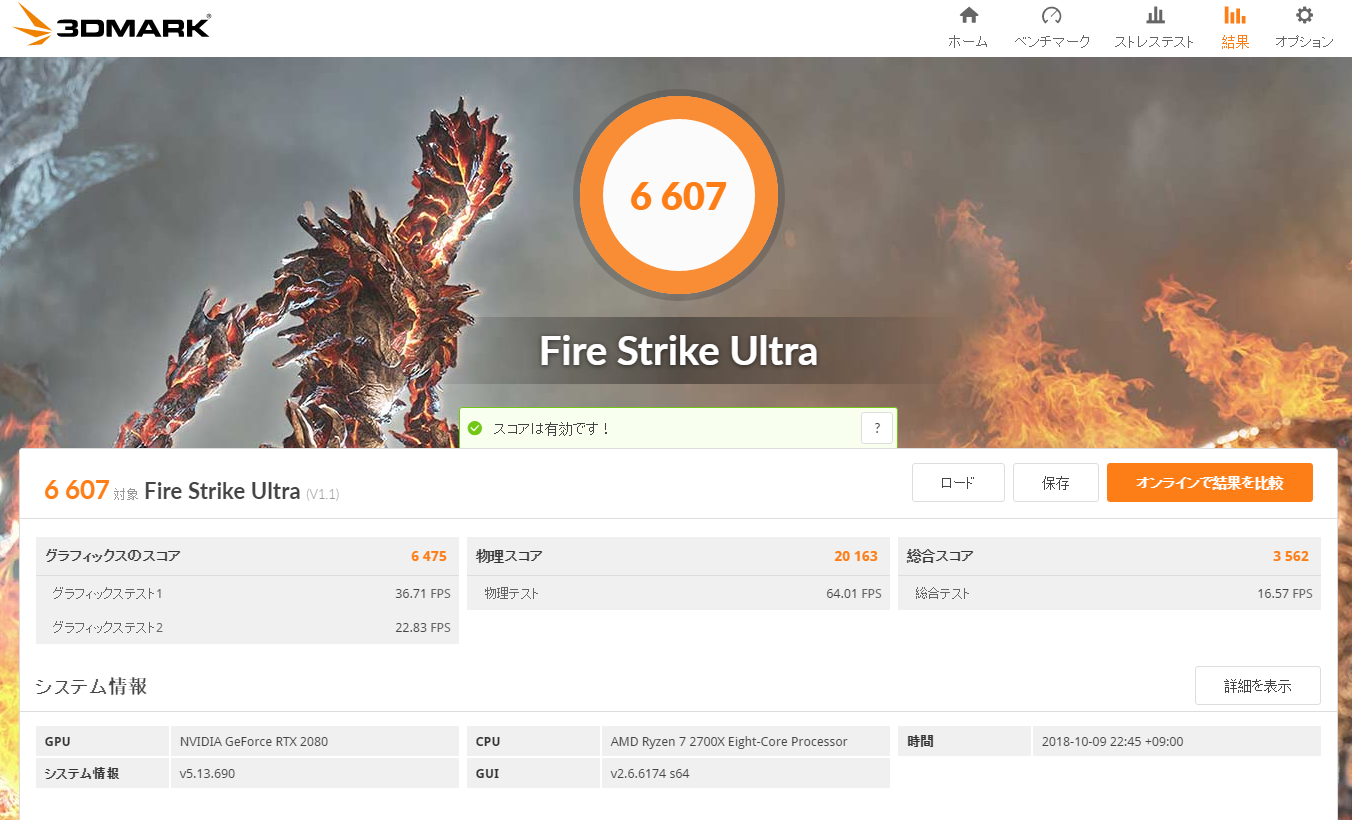 3DMARK®
ホーム ベンチマーク ストレステスト 結果 オプション
6 607
Fire Strike Ultra
スコアは有効です！ ?
6 607 対象 Fire Strike Ultra (V1.1) ロード 保存 オンラインで結果を比較
グラフィックスのスコア 6 475 物理スコア 20 163 総合スコア 3 562
グラフィックステスト1 36.71 FPS 物理テスト 64.01 FPS 総合テスト 16.57 FPS
グラフィックステスト2 22.83 FPS
システム情報 詳細を表示
GPU NVIDIA GeForce RTX 2080 CPU AMD Ryzen 7 2700X Eight-Core Processor 時間 2018-10-09 22:45 +09:00
システム情報 v5.13.690 GUI v2.6.6174 s64